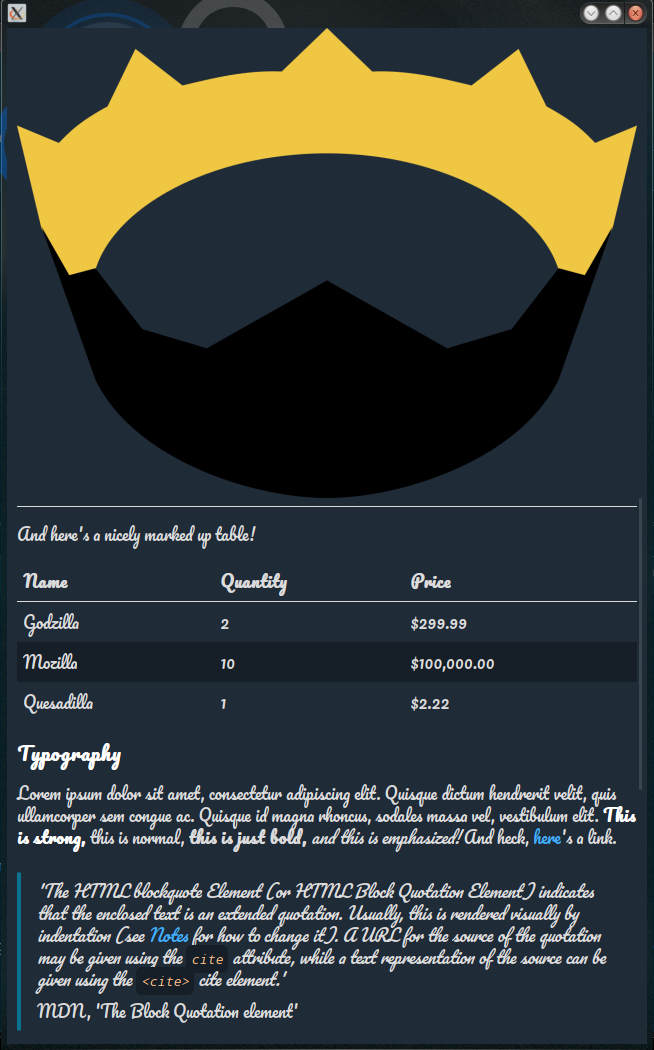 And here's a nicely marked up table!
Name Quantity Price
Godzilla 2 $299.99
Mozilla 10 $100,000.00
Quesadilla 1 $2.22
Typography
Lorem ipsum dolor sit amet, consectetur adipiscing elit. Quisque dictum hendrerit velit, quis
ullamcorper sem congue ac. Quisque id magna rhoncus, sodales massa vel, vestibulum elit. This
is strong, this is normal, this is just bold, and this is emphasized! And heck, here's a link.
'The HTML blockquote Element (or HTML Block Quotation Element) indicates
that the enclosed text is an extended quotation. Usually, this is rendered visually by
indentation (see Notes for how to change it). A URL for the source of the quotation
may be given using the cite attribute, while a text representation of the source can be
given using the <cite> cite element.'
MDN, 'The Block Quotation element'